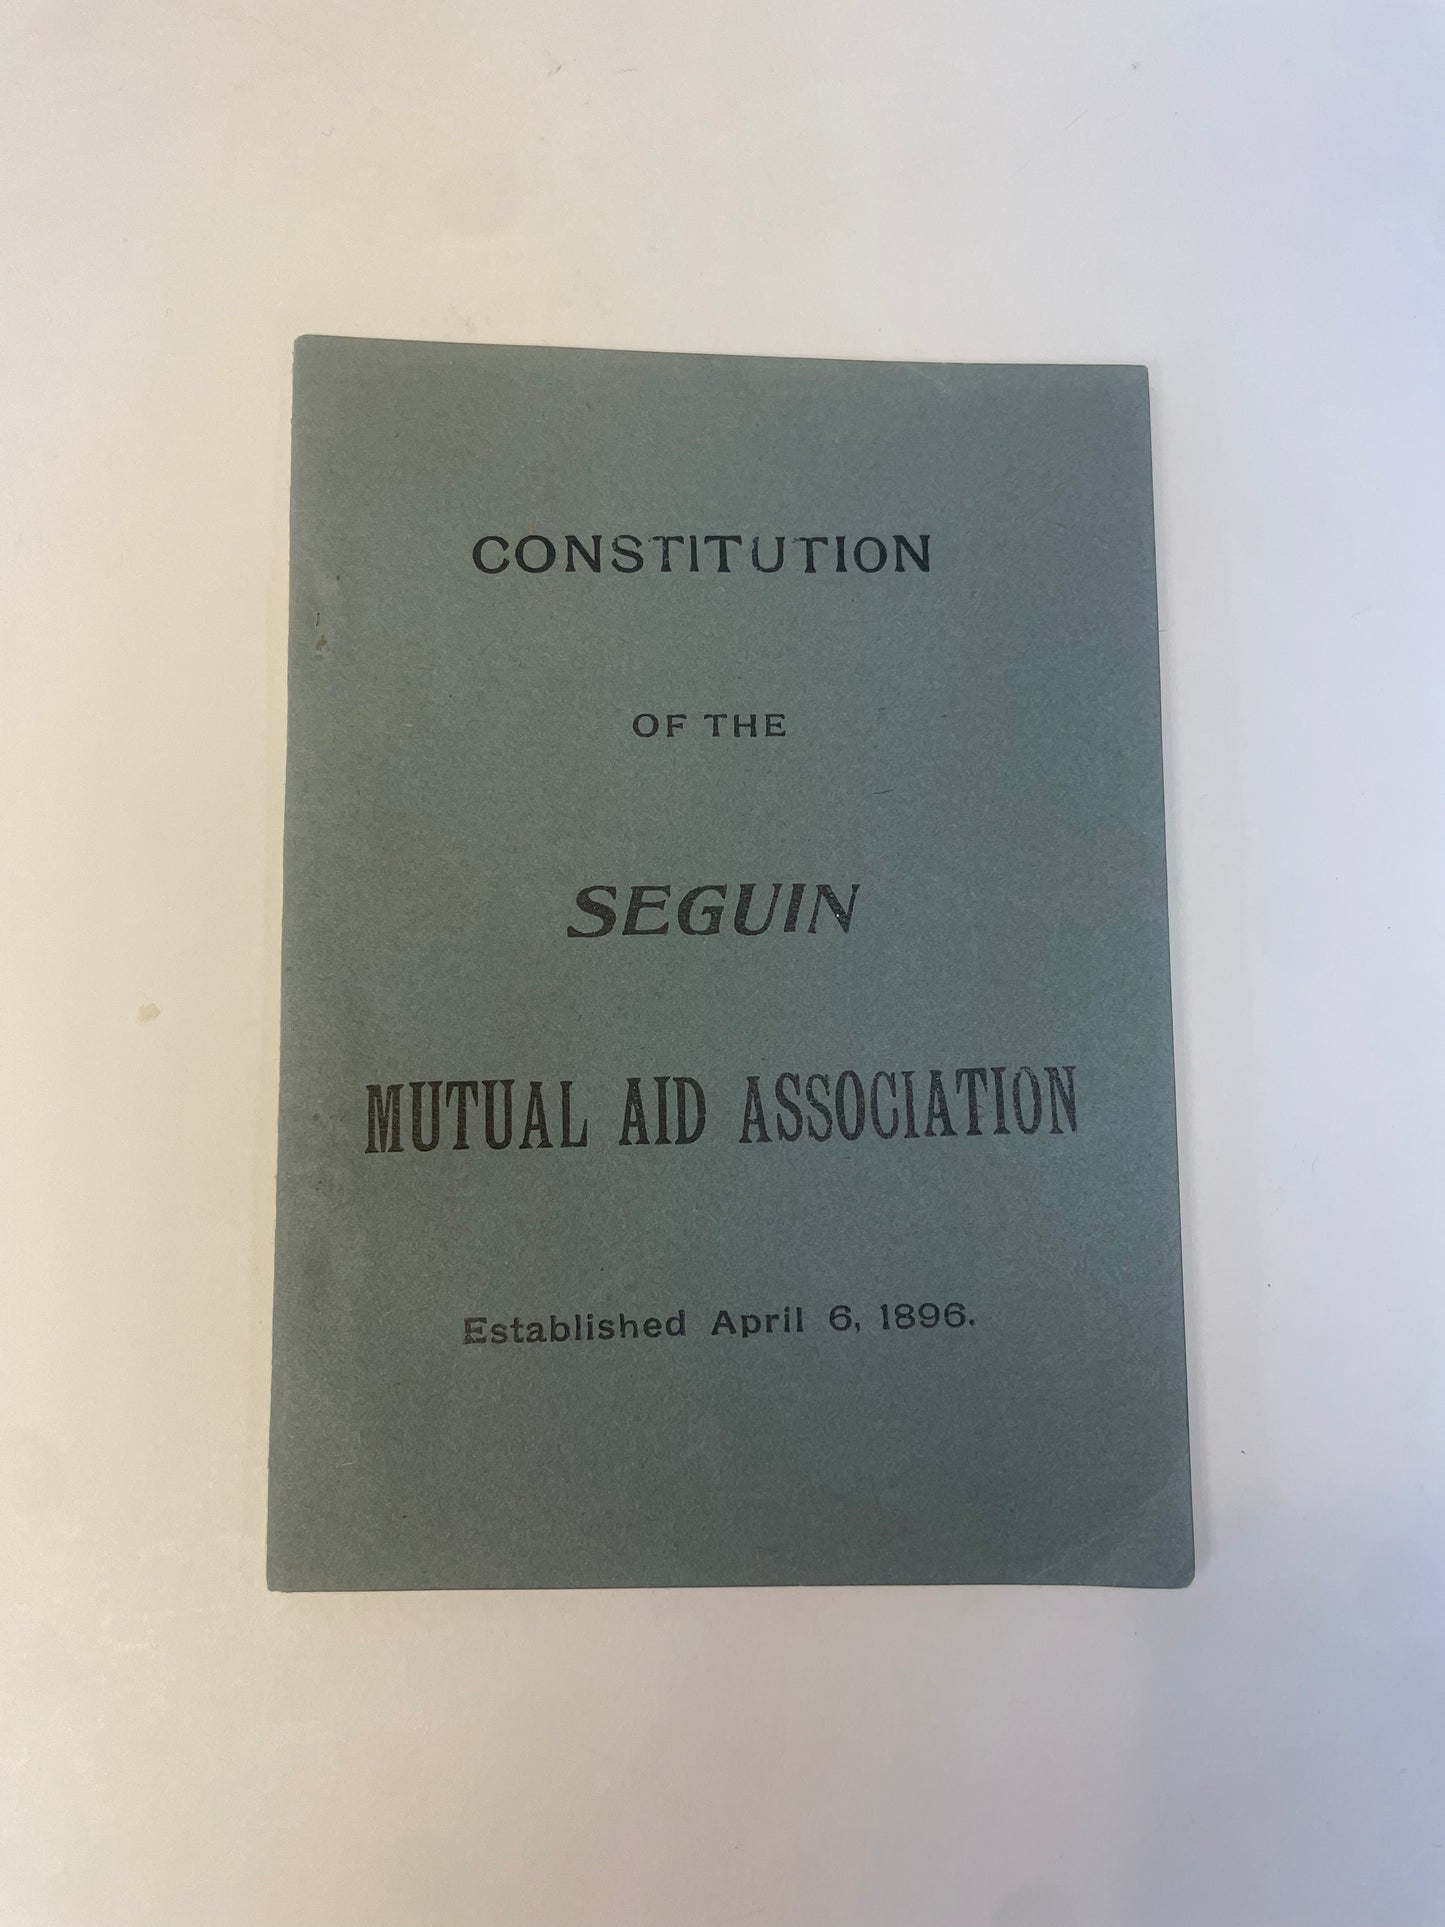 CONSTITUTION
OF THE
SEGUIN
MUTUAL AID ASSOCIATION
Established April 6, 1896.